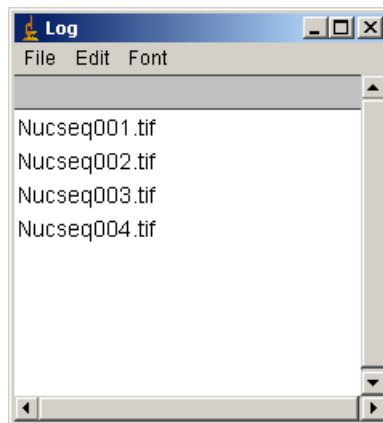 Log
File Edit Font
Nucseq001.tif
Nucseq002.tif
Nucseq003.tif
Nucseq004.tif